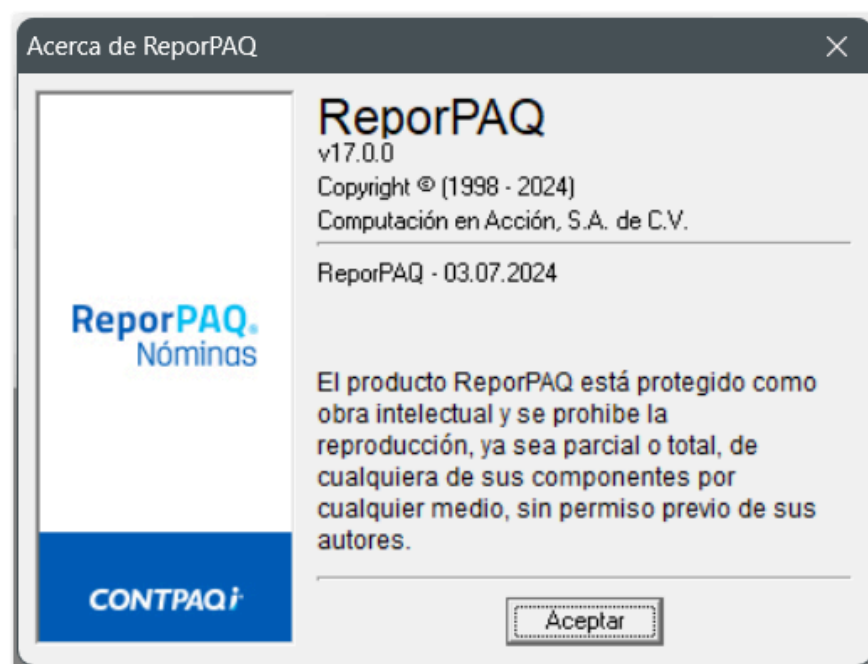 Acerca de ReporPAQ
ReporPAQ®
Nóminas
CONTPAQi
ReporPAQ
v17.0.0
Copyright © (1998 - 2024)
Computación en Acción, S.A. de C.V.
ReporPAQ - 03.07.2024
El producto ReporPAQ está protegido como
obra intelectual y se prohibe la
reproducción, ya sea parcial o total, de
cualquiera de sus componentes por
cualquier medio, sin permiso previo de sus
autores.
Aceptar